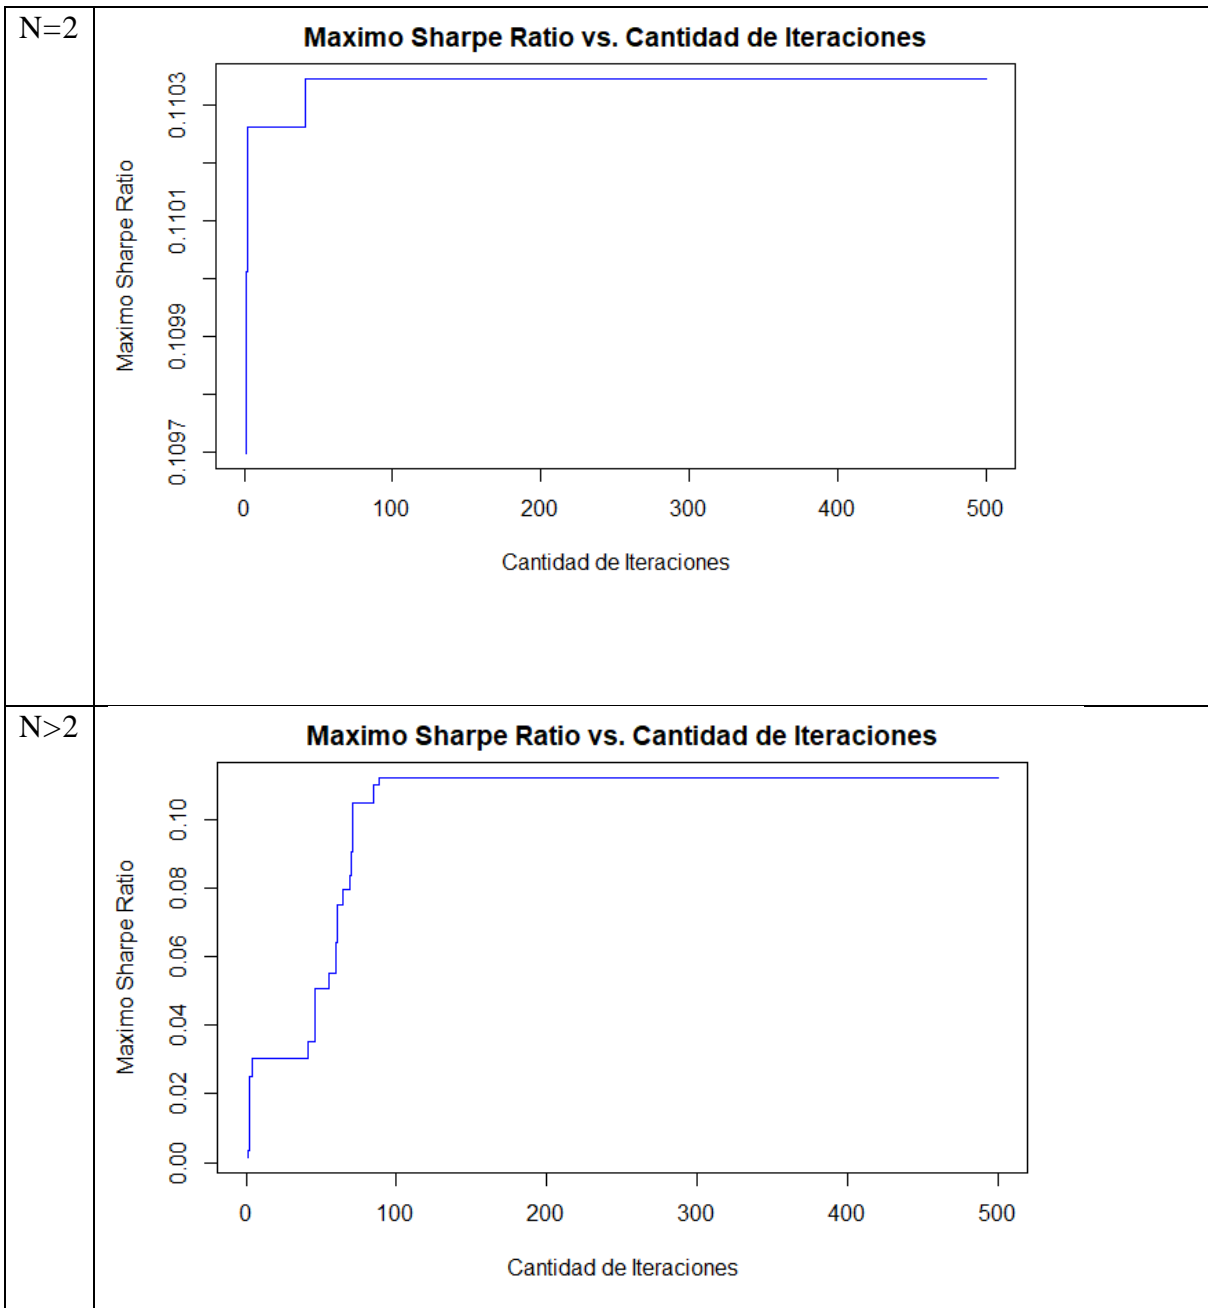 N=2
Maximo Sharpe Ratio vs. Cantidad de Iteraciones
Maximo Sharpe Ratio
0.1103
0.1101
0.1099
0.1097
0 100 200 300 400 500
Cantidad de Iteraciones
N>2
Maximo Sharpe Ratio vs. Cantidad de Iteraciones
Maximo Sharpe Ratio
0.10
0.08
0.06
0.04
0.02
0.00
0 100 200 300 400 500
Cantidad de Iteraciones